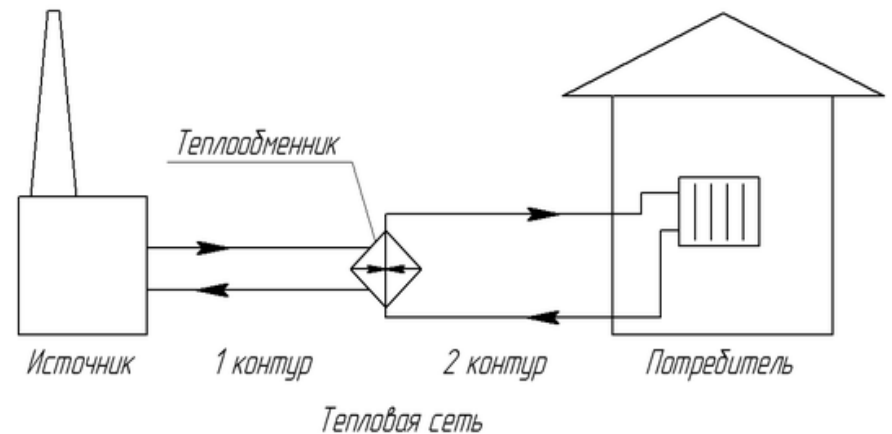 Теплообменник
Источник
1 контур
2 контур
Потребитель
Тепловая сеть